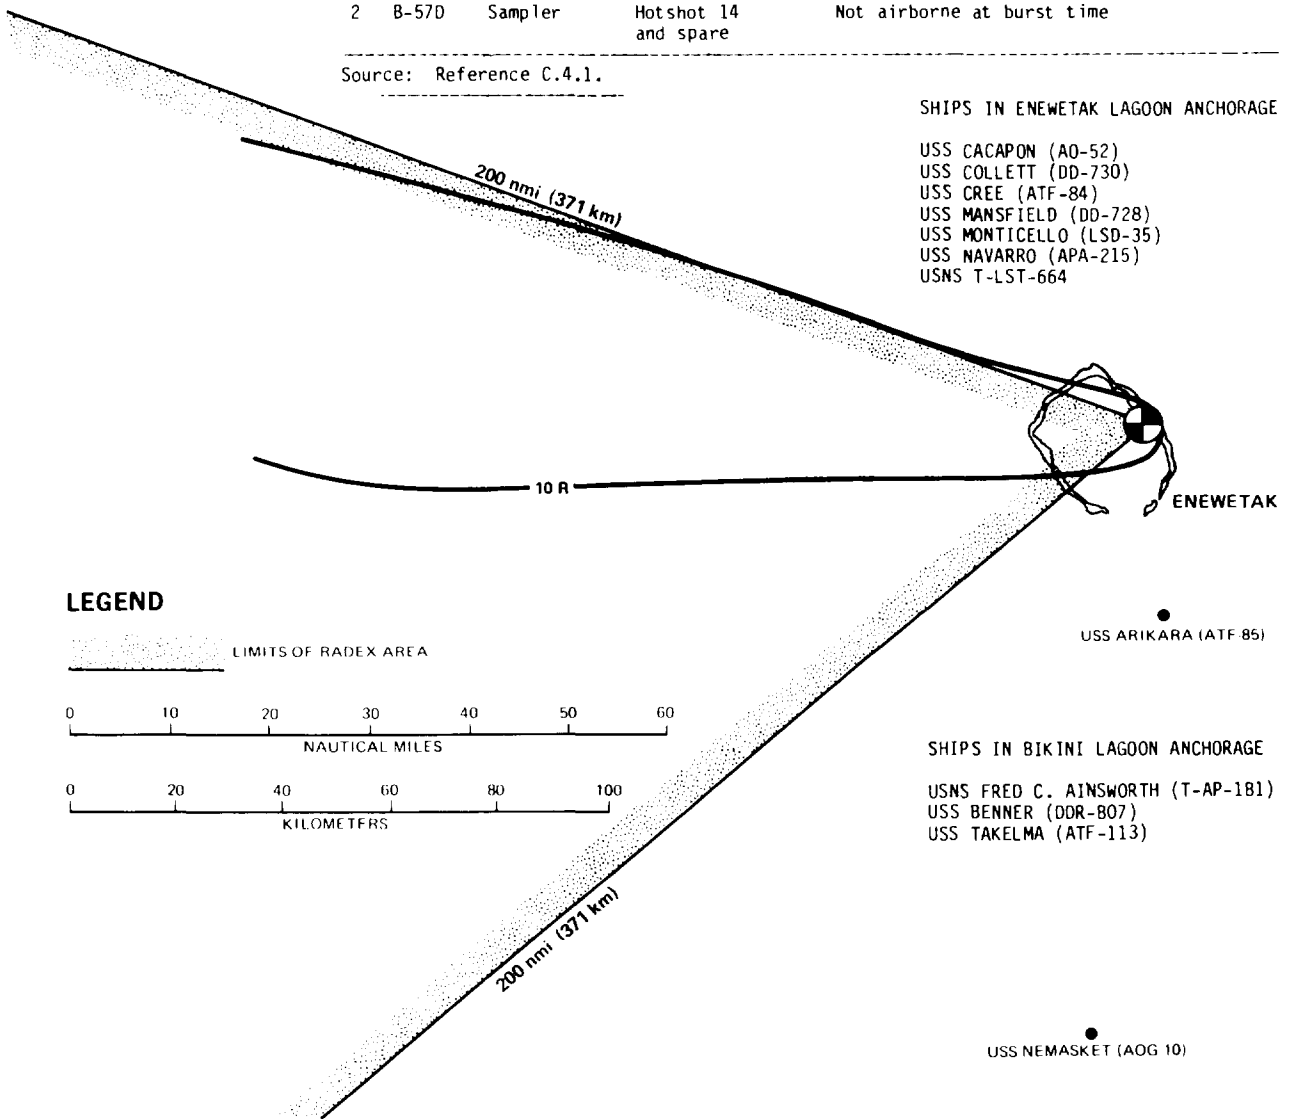 2 B-57D Sampler Hotshot 14 Not airborne at burst time
and spare
Source: Reference C.4.1.
SHIPS IN ENEWETAK LAGOON ANCHORAGE
USS CACAPON (AO-52)
USS COLLETT (DD-730)
USS CREE (ATF-84)
USS MANSFIELD (DD-728)
USS MONTICELLO (LSD-35)
USS NAVARRO (APA-215)
USNS T-LST-664
200 nmi (371 km)
10 R
ENEWETAK
LEGEND
LIMITS OF RADEX AREA
0 10 20 30 40 50 60
NAUTICAL MILES
0 20 40 60 80 100
KILOMETERS
USS ARIKARA (ATF 85)
SHIPS IN BIKINI LAGOON ANCHORAGE
USNS FRED C. AINSWORTH (T-AP-181)
USS BENNER (DDR-807)
USS TAKELMA (ATF-113)
200 nmi (371 km)
USS NEMASKET (AOG 10)